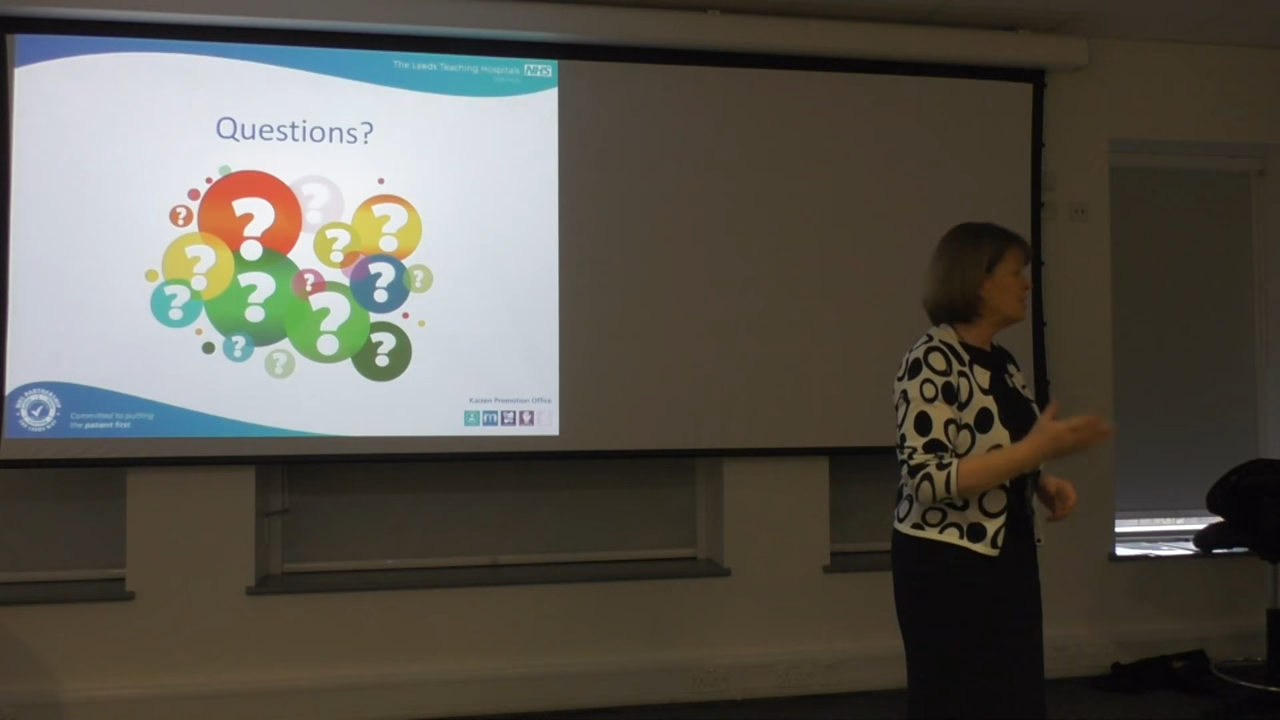 The Leeds Teaching Hospitals NHS
Questions?
?
?
?
?
?
?
?
?
?
?
?
?
?
?
Committed to putting
the patient first
Kaizen Promotion Office